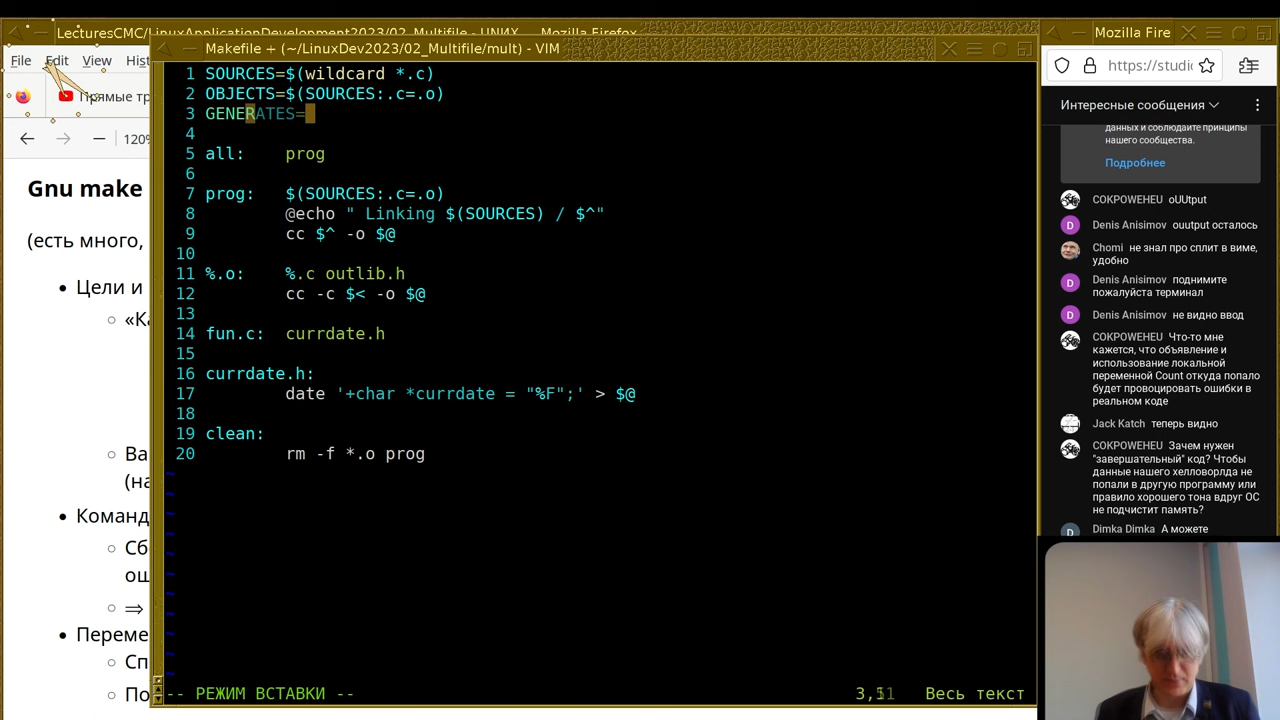 LecturesCMC/LinuxApplicationDevelopment2023/02_Multifile - UNIX — Mozilla Firefox
File Edit View Hist
Прямые тр
120%
Gnu make
(есть много,
Цели и
«Ка
Ва
(на
Команд
Сб
ош
⇒
Переме
Сп
По
Makefile + (~/LinuxDev2023/02_Multifile/mult) - VIM
1 SOURCES=$(wildcard *.c)
2 OBJECTS=$(SOURCES:.c=.o)
3 GENERATES=
4
5 all: prog
6
7 prog: $(SOURCES:.c=.o)
8 @echo " Linking $(SOURCES) / $^"
9 cc $^ -o $@
10
11 %.o: %.c outlib.h
12 cc -c $< -o $@
13
14 fun.c: currdate.h
15
16 currdate.h:
17 date '+char *currdate = "%F";' > $@
18
19 clean:
20 rm -f *.o prog
~
~
~
~
~
~
~
~
~
~
~
-- РЕЖИМ ВСТАВКИ -- Весь текст
Mozilla Fire
https://studio
Интересные сообщения
данных и соблюдайте принципы
нашего сообщества.
Подробнее
COKPOWEHEU oUUtput
Denis Anisimov ouutput осталось
Chomi не знал про сплит в виме,
удобно
Denis Anisimov поднимите
пожалуйста терминал
Denis Anisimov не видно ввод
COKPOWEHEU Что-то мне
кажется, что объявление и
использование локальной
переменной Count откуда попало
будет провоцировать ошибки в
реальном коде
Jack Katch теперь видно
COKPOWEHEU Зачем нужен
"завершательный" код? Чтобы
данные нашего хелловорлда не
попали в другую программу или
правило хорошего тона вдруг ОС
не подчистит память?
Dimka Dimka А можете